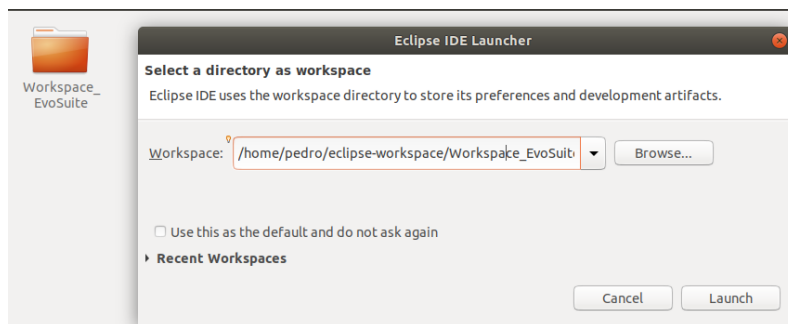 Eclipse IDE Launcher
Workspace_
EvoSuite
Select a directory as workspace
Eclipse IDE uses the workspace directory to store its preferences and development artifacts.
Workspace: /home/pedro/eclipse-workspace/Workspace_EvoSuit Browse...
Use this as the default and do not ask again
Recent Workspaces
Cancel Launch